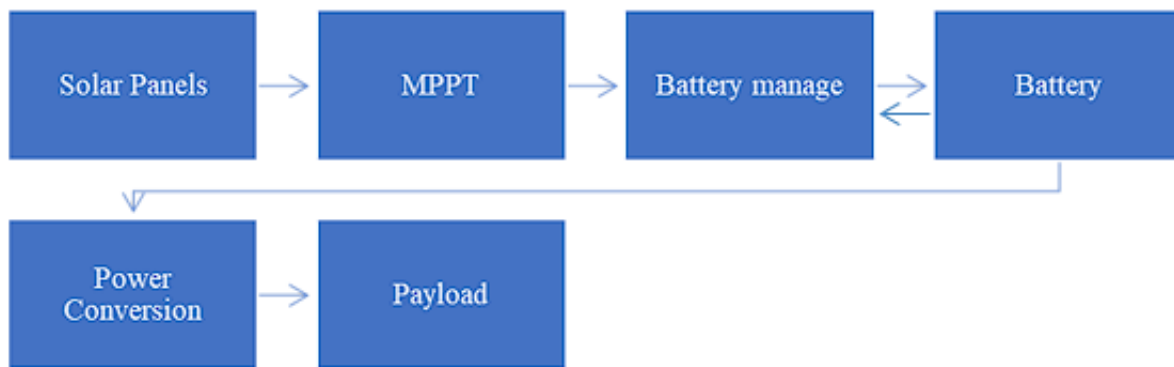 Solar Panels
MPPT
Battery manage
Battery
Power
Conversion
Payload